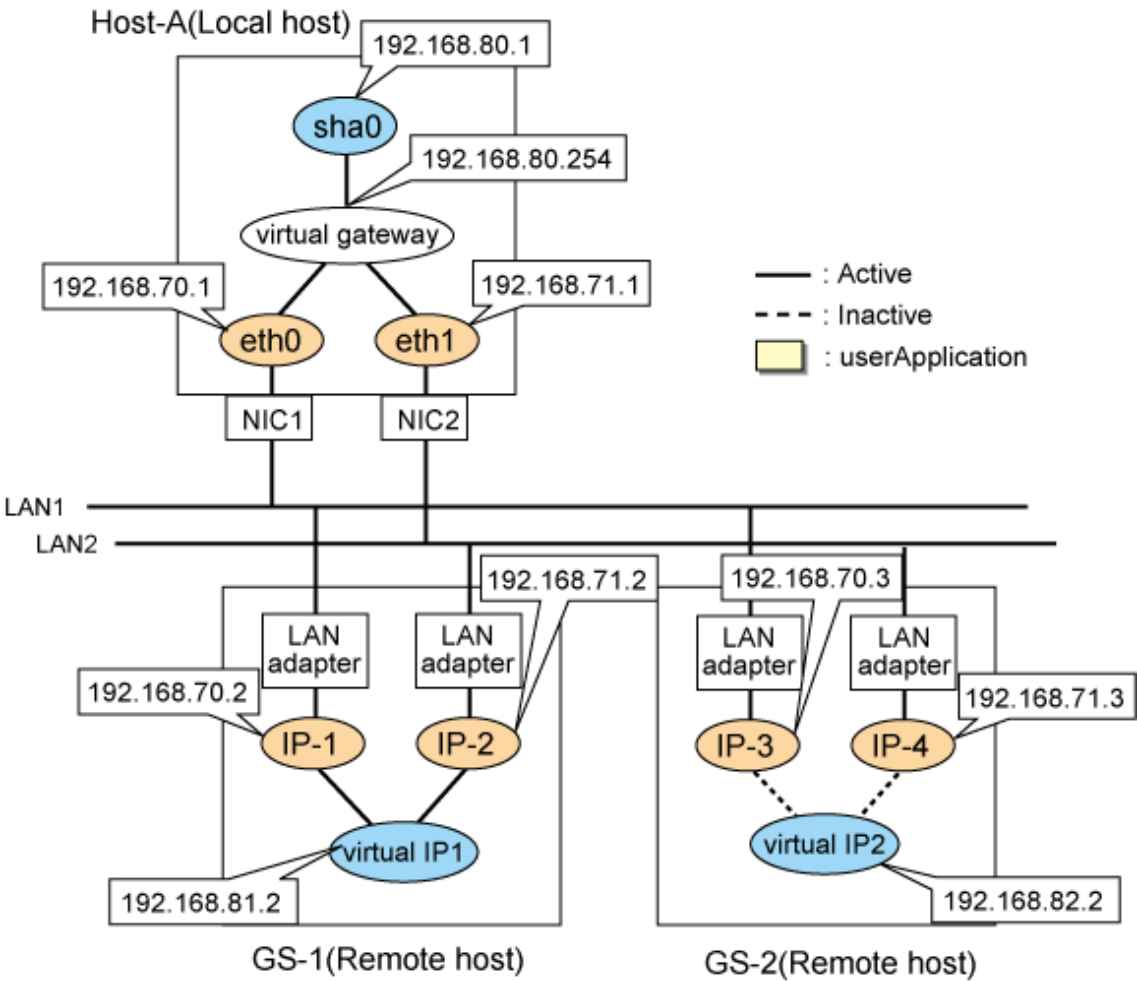 Host-A(Local host)
192.168.80.1
sha0
192.168.80.254
virtual gateway
192.168.70.1
192.168.71.1
eth0
eth1
NIC1
NIC2
: Active
: Inactive
: userApplication
LAN1
LAN2
192.168.71.2
192.168.70.3
LAN
adapter
LAN
adapter
LAN
adapter
LAN
adapter
192.168.70.2
192.168.71.3
IP-1
IP-2
IP-3
IP-4
virtual IP1
virtual IP2
192.168.81.2
192.168.82.2
GS-1(Remote host)
GS-2(Remote host)